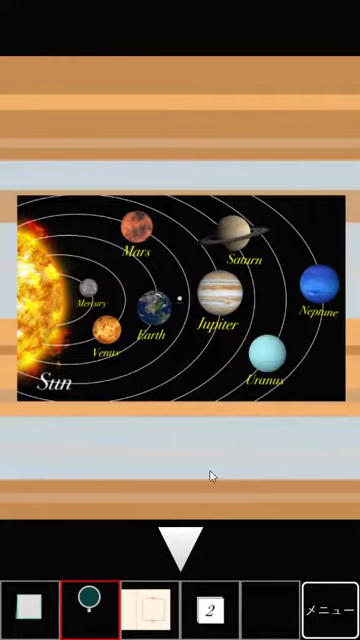 Mars
Saturn
Mercury
Neptune
Jupiter
Earth
Venus
Sun
Uranus
2
メニュー